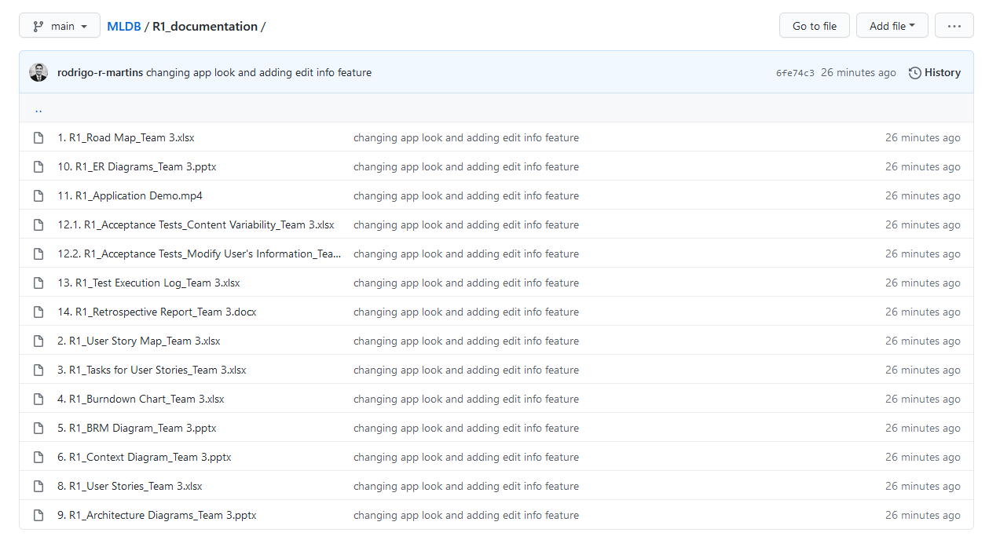 main MLDB / R1_documentation / Go to file Add file ...
rodrigo-r-martins changing app look and adding edit info feature 6fe74c3 26 minutes ago History
..
1. R1_Road Map_Team 3.xlsx changing app look and adding edit info feature 26 minutes ago
10. R1_ER Diagrams_Team 3.pptx changing app look and adding edit info feature 26 minutes ago
11. R1_Application Demo.mp4 changing app look and adding edit info feature 26 minutes ago
12.1. R1_Acceptance Tests_Content Variability_Team 3.xlsx changing app look and adding edit info feature 26 minutes ago
12.2. R1_Acceptance Tests_Modify User's Information_Tea... changing app look and adding edit info feature 26 minutes ago
13. R1_Test Execution Log_Team 3.xlsx changing app look and adding edit info feature 26 minutes ago
14. R1_Retrospective Report_Team 3.docx changing app look and adding edit info feature 26 minutes ago
2. R1_User Story Map_Team 3.xlsx changing app look and adding edit info feature 26 minutes ago
3. R1_Tasks for User Stories_Team 3.xlsx changing app look and adding edit info feature 26 minutes ago
4. R1_Burndown Chart_Team 3.xlsx changing app look and adding edit info feature 26 minutes ago
5. R1_BRM Diagram_Team 3.pptx changing app look and adding edit info feature 26 minutes ago
6. R1_Context Diagram_Team 3.pptx changing app look and adding edit info feature 26 minutes ago
8. R1_User Stories_Team 3.xlsx changing app look and adding edit info feature 26 minutes ago
9. R1_Architecture Diagrams_Team 3.pptx changing app look and adding edit info feature 26 minutes ago